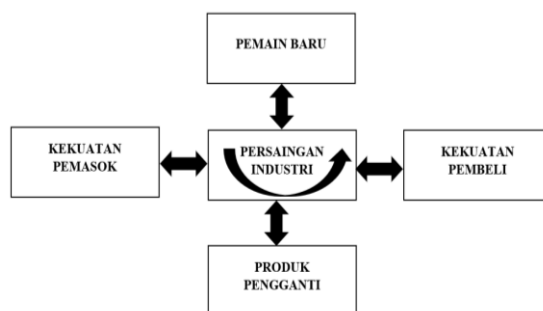 PEMAIN BARU
KEKUATAN
PEMASOK
PERSAINGAN
INDUSTRI
KEKUATAN
PEMBELI
PRODUK
PENGGANTI